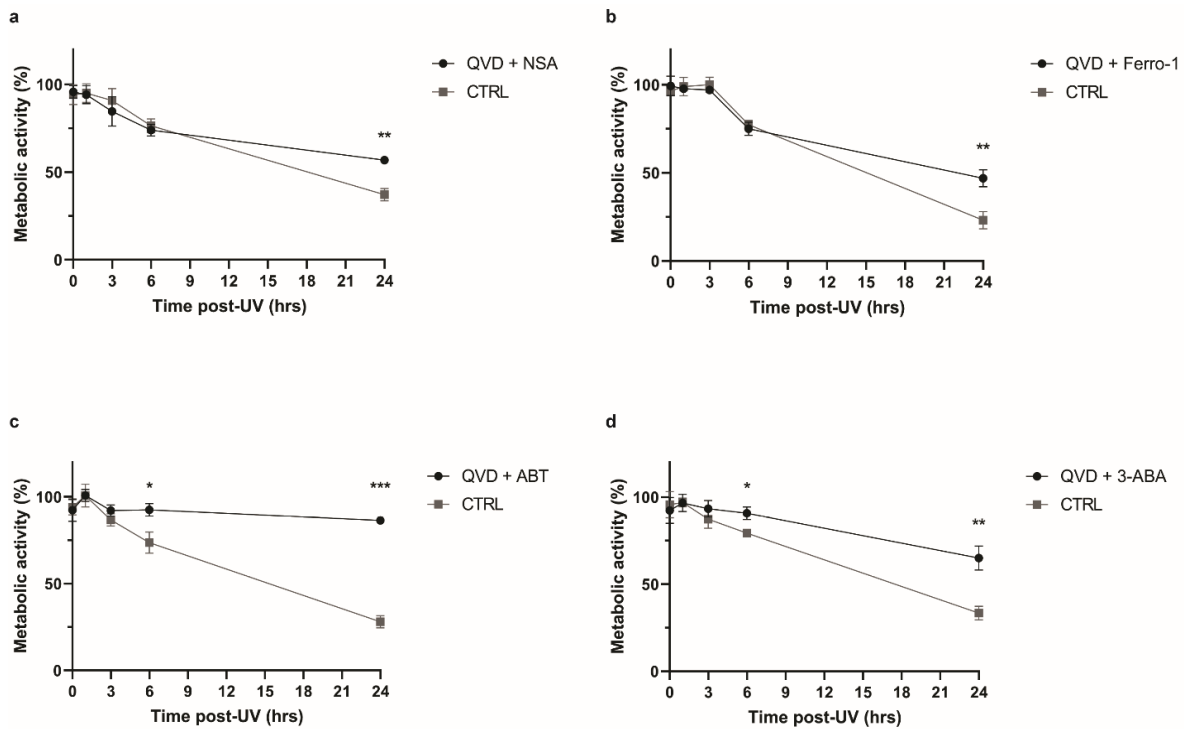 a
QVD + NSA
CTRL
Metabolic activity (%)
100
50
0
**
0 3 6 9 12 15 18 21 24
Time post-UV (hrs)
b
QVD + Ferro-1
CTRL
Metabolic activity (%)
100
50
0
**
0 3 6 9 12 15 18 21 24
Time post-UV (hrs)
c
QVD + ABT
CTRL
Metabolic activity (%)
100
50
0
* ***
0 3 6 9 12 15 18 21 24
Time post-UV (hrs)
d
QVD + 3-ABA
CTRL
Metabolic activity (%)
100
50
0
* **
0 3 6 9 12 15 18 21 24
Time post-UV (hrs)